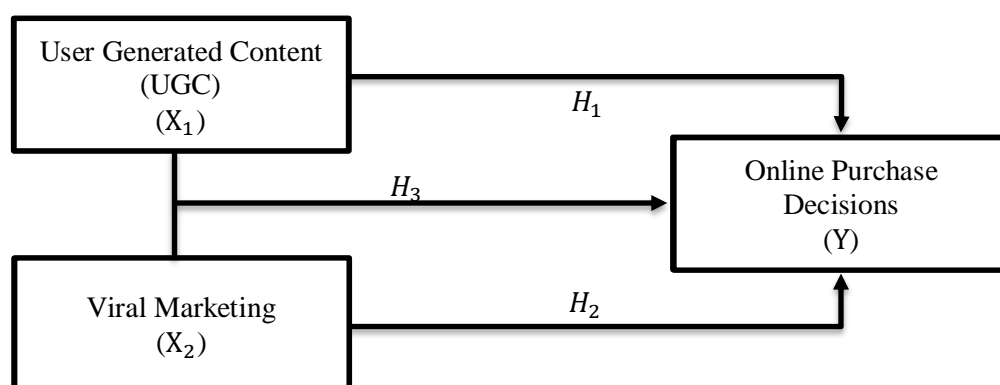 User Generated Content
(UGC)
(X₁)
H₁
Online Purchase
Decisions
(Y)
H₃
Viral Marketing
(X₂)
H₂